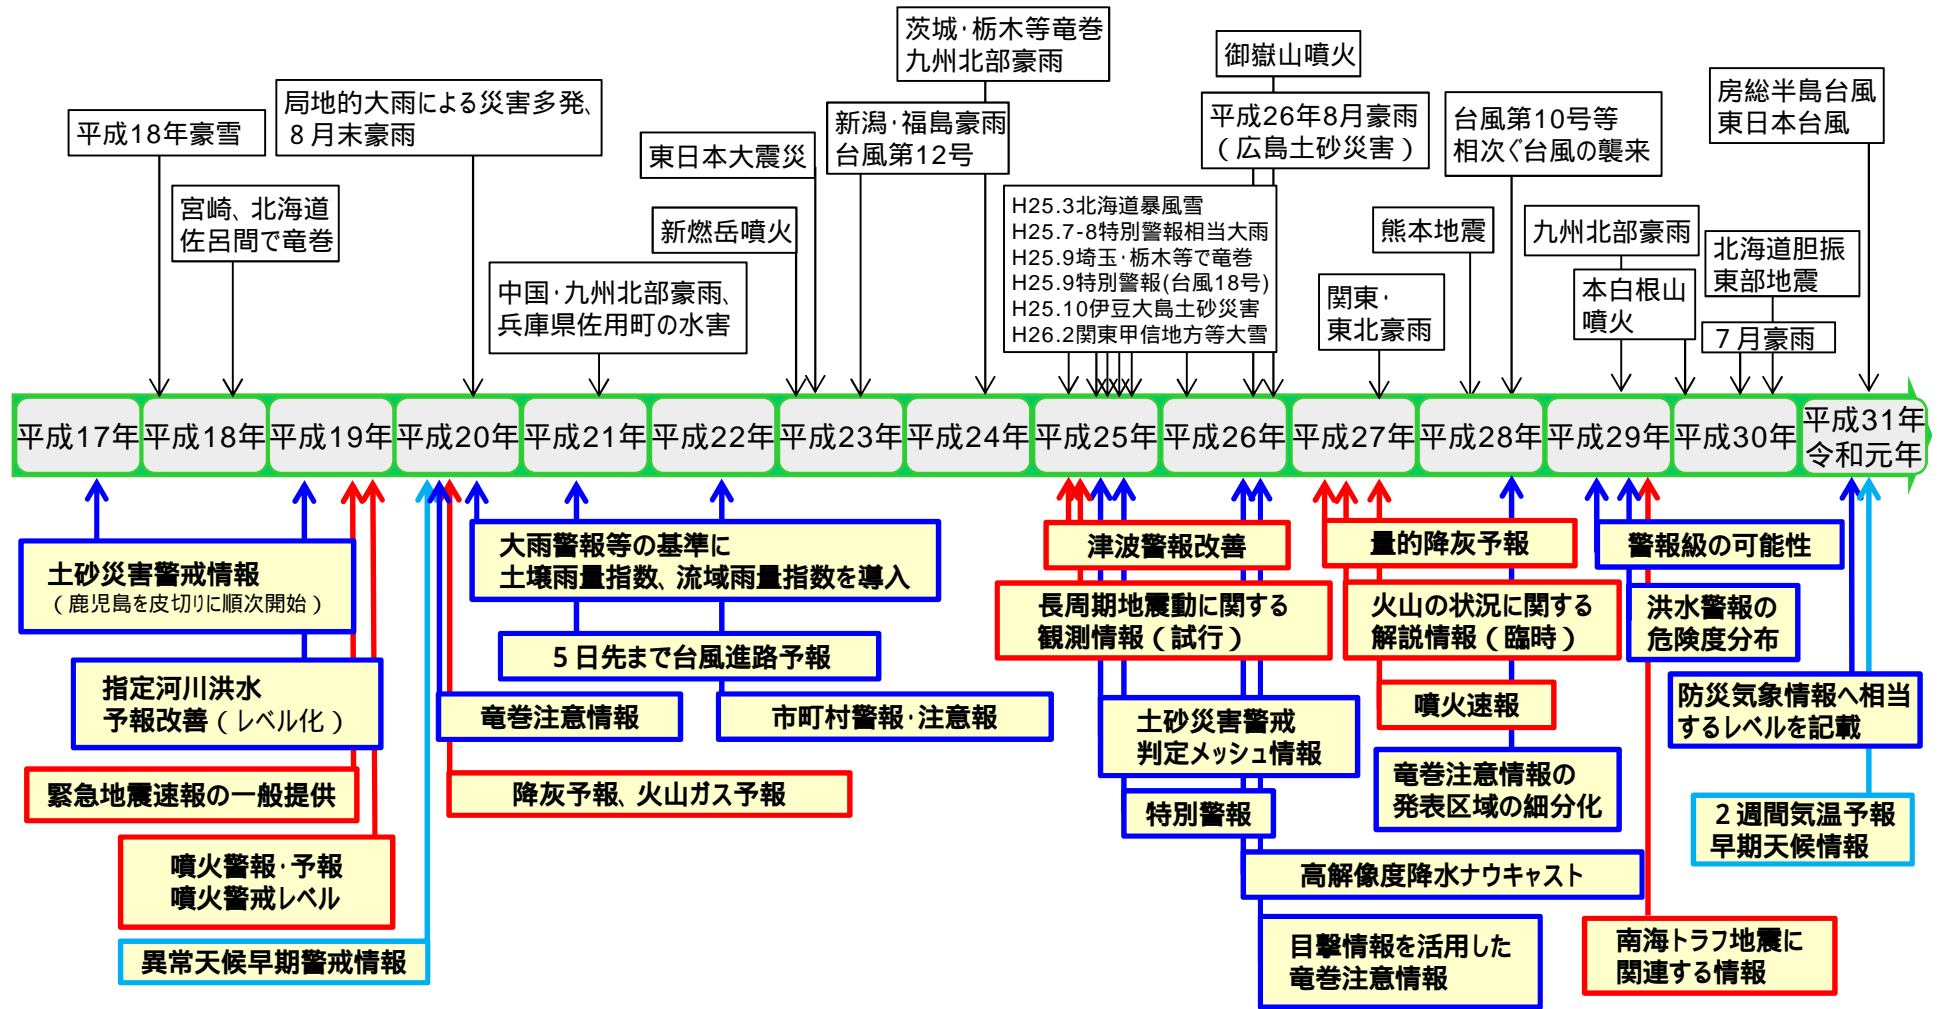 茨城・栃木等竜巻
九州北部豪雨
御嶽山噴火
局地的大雨による災害多発、
８月末豪雨
平成18年豪雪
新潟・福島豪雨
台風第12号
平成26年8月豪雨
（広島土砂災害）
台風第10号等
相次ぐ台風の襲来
房総半島台風
東日本台風
東日本大震災
宮崎、北海道
佐呂間で竜巻
新燃岳噴火
H25.3北海道暴風雪
H25.7-8特別警報相当大雨
H25.9埼玉・栃木等で竜巻
H25.9特別警報(台風18号)
H25.10伊豆大島土砂災害
H26.2関東甲信地方等大雪
熊本地震
九州北部豪雨
北海道胆振
東部地震
中国・九州北部豪雨、
兵庫県佐用町の水害
関東・
東北豪雨
本白根山
噴火
７月豪雨
平成17年
平成18年
平成19年
平成20年
平成21年
平成22年
平成23年
平成24年
平成25年
平成26年
平成27年
平成28年
平成29年
平成30年
平成31年
令和元年
土砂災害警戒情報
（鹿児島を皮切りに順次開始）
大雨警報等の基準に
土壌雨量指数、流域雨量指数を導入
津波警報改善
量的降灰予報
警報級の可能性
長周期地震動に関する
観測情報（試行）
火山の状況に関する
解説情報（臨時）
洪水警報の
危険度分布
５日先まで台風進路予報
指定河川洪水
予報改善（レベル化）
竜巻注意情報
市町村警報・注意報
土砂災害警戒
判定メッシュ情報
噴火速報
防災気象情報へ相当
するレベルを記載
緊急地震速報の一般提供
降灰予報、火山ガス予報
特別警報
竜巻注意情報の
発表区域の細分化
２週間気温予報
早期天候情報
噴火警報・予報
噴火警戒レベル
高解像度降水ナウキャスト
異常天候早期警戒情報
目撃情報を活用した
竜巻注意情報
南海トラフ地震に
関連する情報